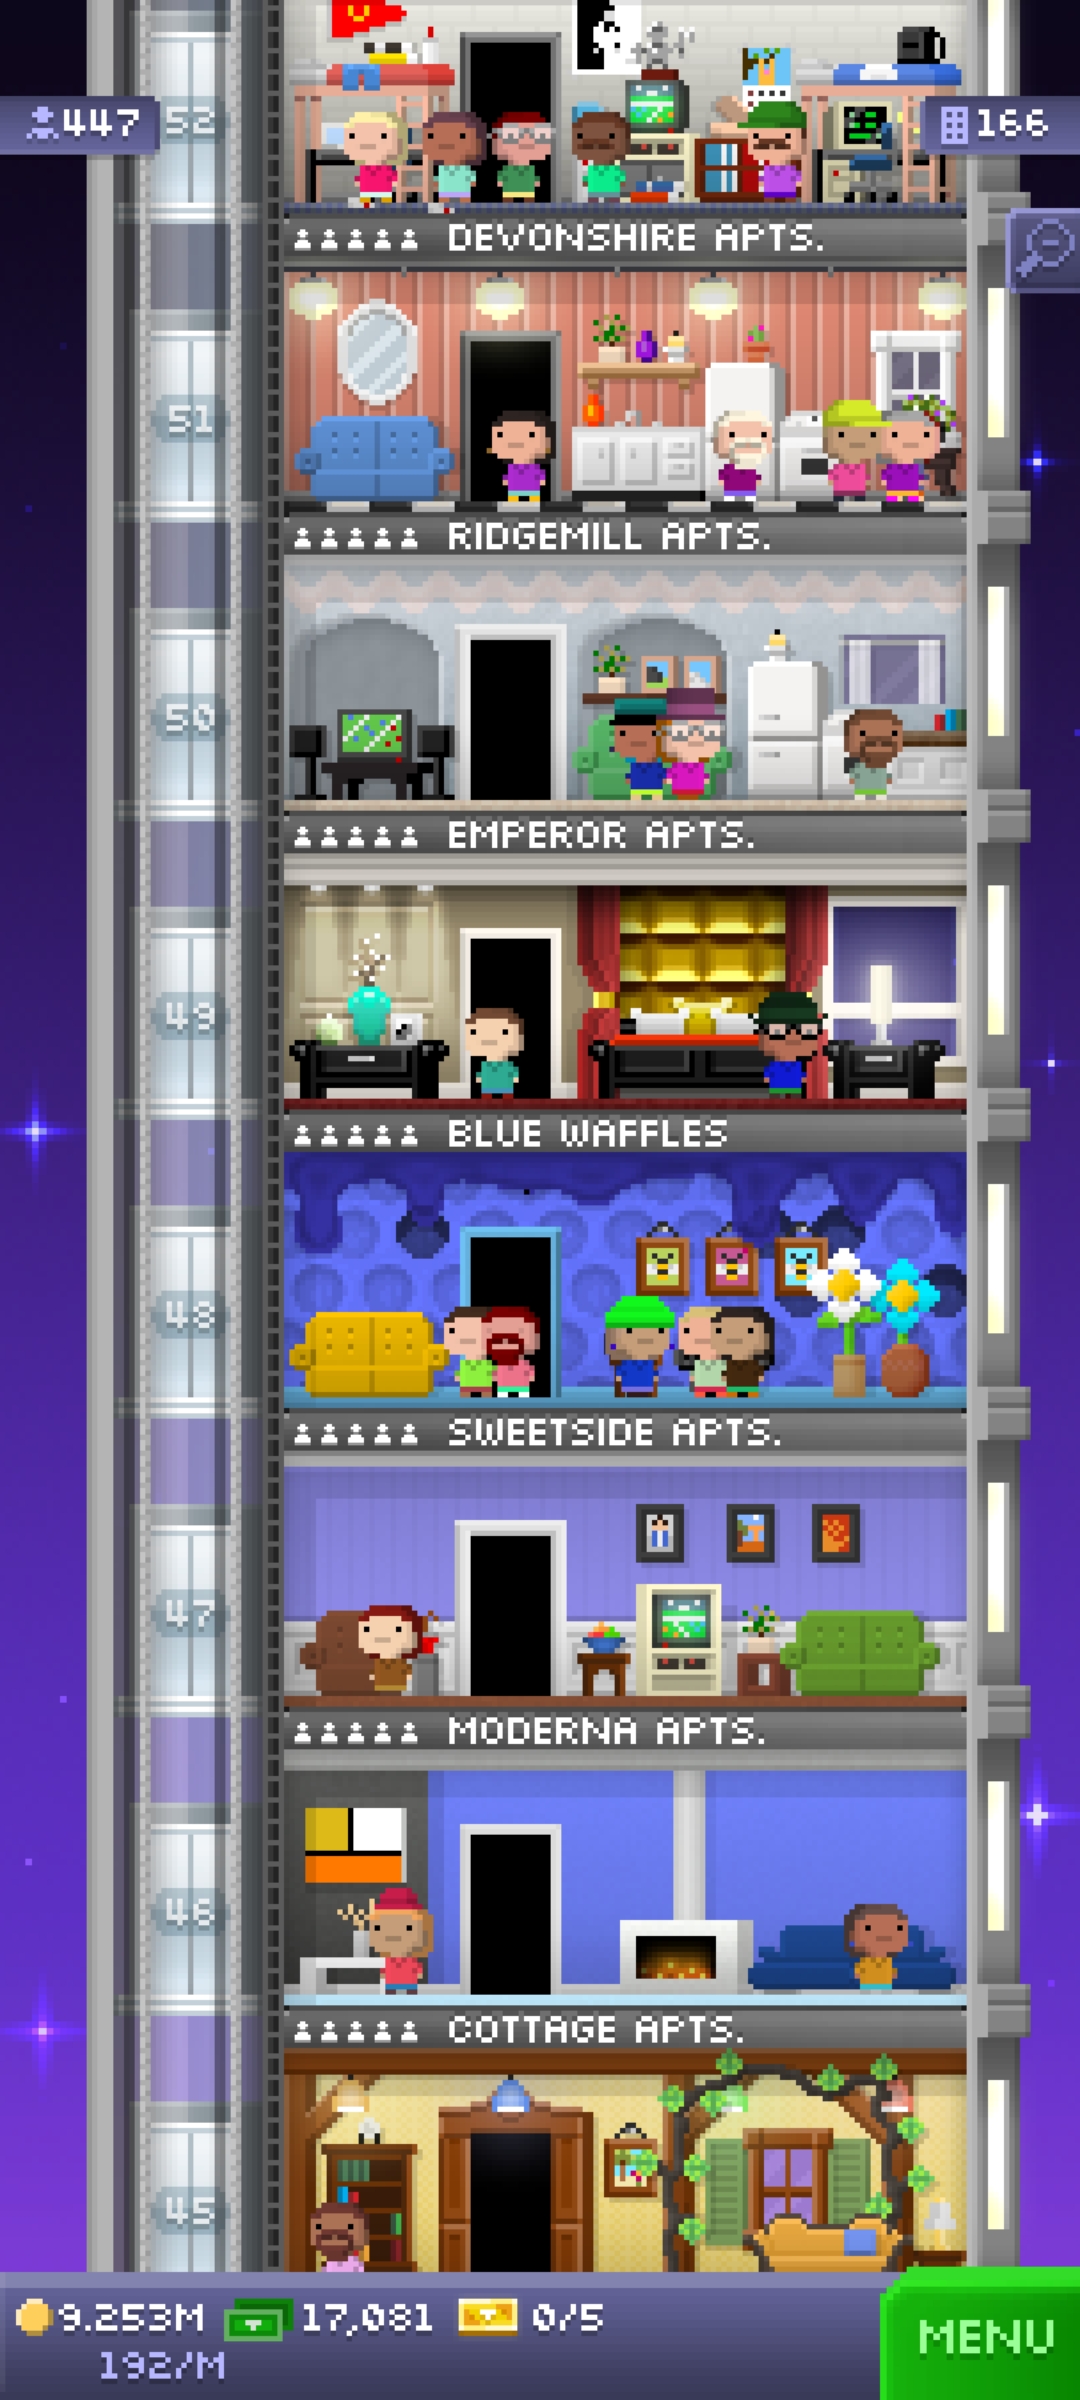 447
52
166
DEVONSHIRE APTS.
51
RIDGEMILL APTS.
50
EMPEROR APTS.
49
BLUE WAFFLES
48
SWEETSIDE APTS.
47
MODERNA APTS.
46
COTTAGE APTS.
45
9.253M 17,081 0/5
192/M
MENU